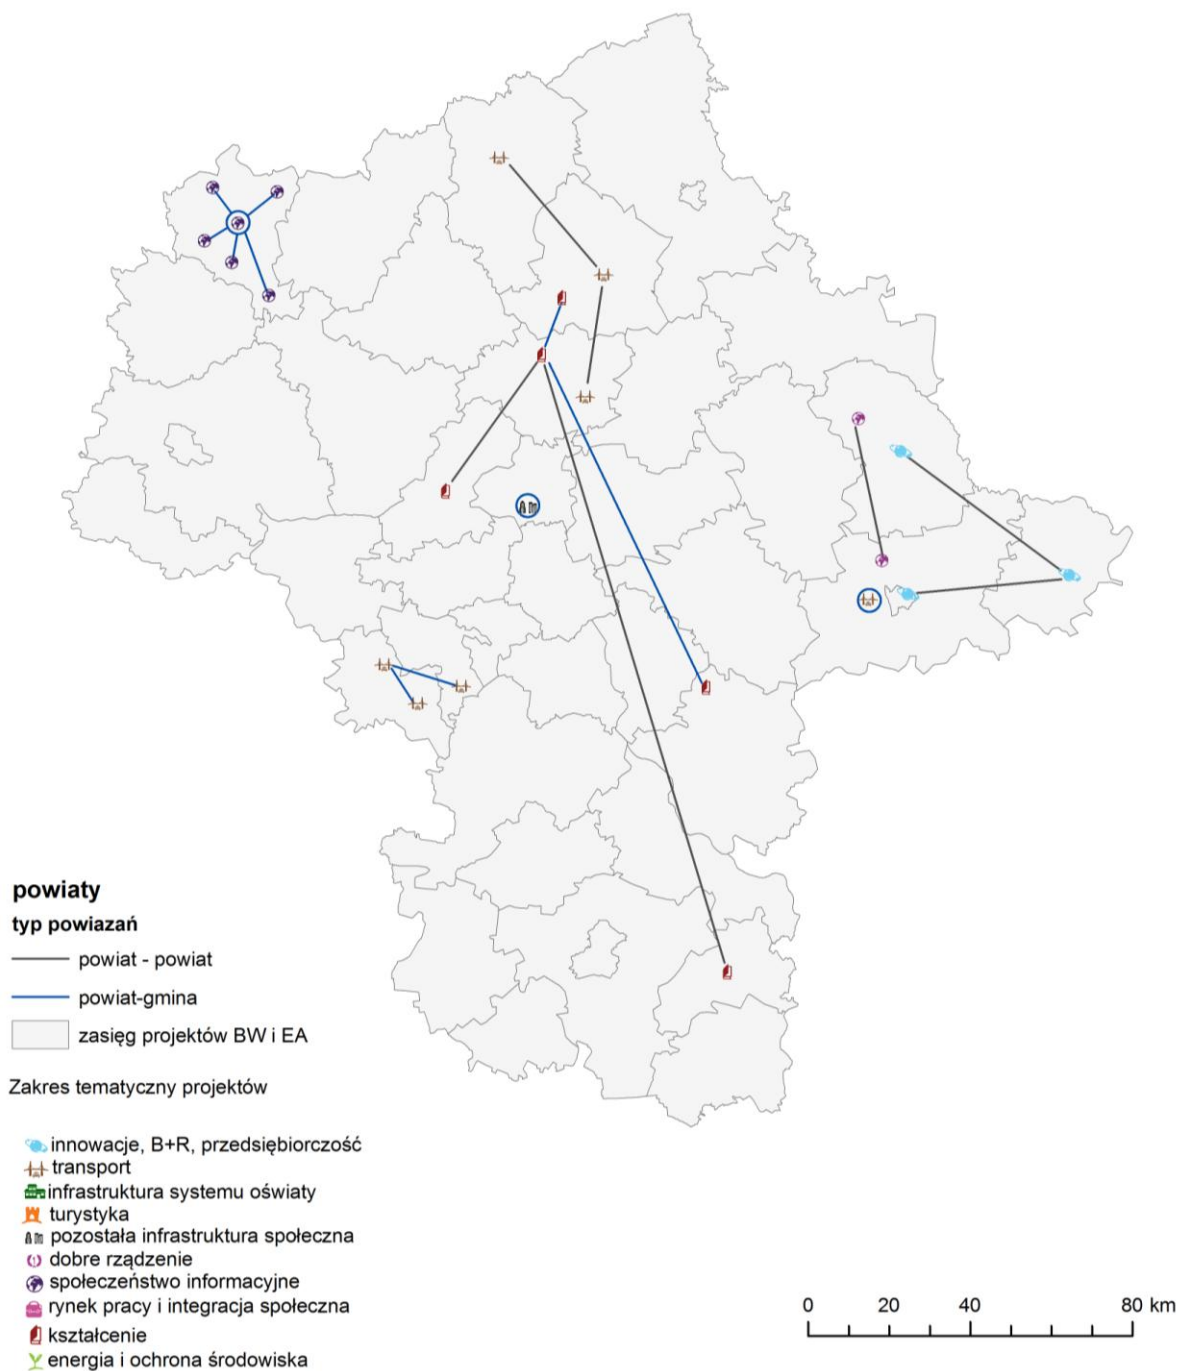 powiaty
typ powiazań
powiat - powiat
powiat-gmina
zasięg projektów BW i EA
Zakres tematyczny projektów
innowacje, B+R, przedsiębiorczość
transport
infrastruktura systemu oświaty
turystyka
pozostała infrastruktura społeczna
dobre rządzenie
społeczeństwo informacyjne
rynek pracy i integracja społeczna
kształcenie
energia i ochrona środowiska
0 20 40 80 km